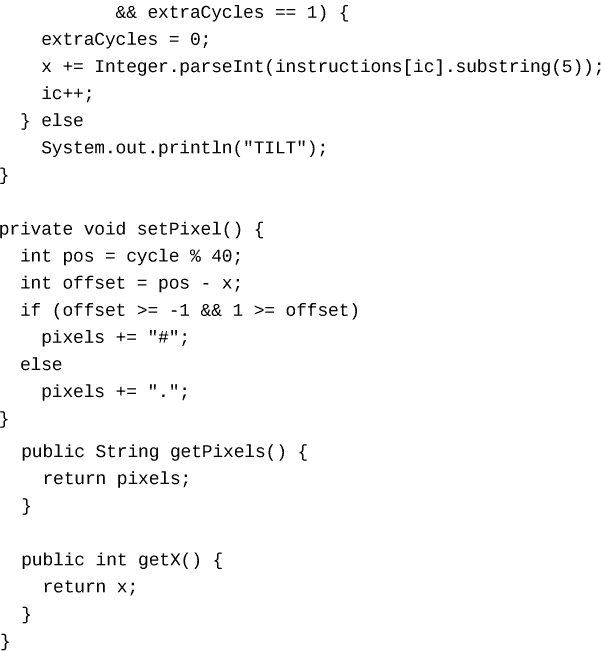 && extraCycles == 1) {
    extraCycles = 0;
    x += Integer.parseInt(instructions[ic].substring(5));
    ic++;
  } else
    System.out.println("TILT");
}

private void setPixel() {
  int pos = cycle % 40;
  int offset = pos - x;
  if (offset >= -1 && 1 >= offset)
    pixels += "#";
  else
    pixels += ".";
}
  public String getPixels() {
    return pixels;
  }

  public int getX() {
    return x;
  }
}